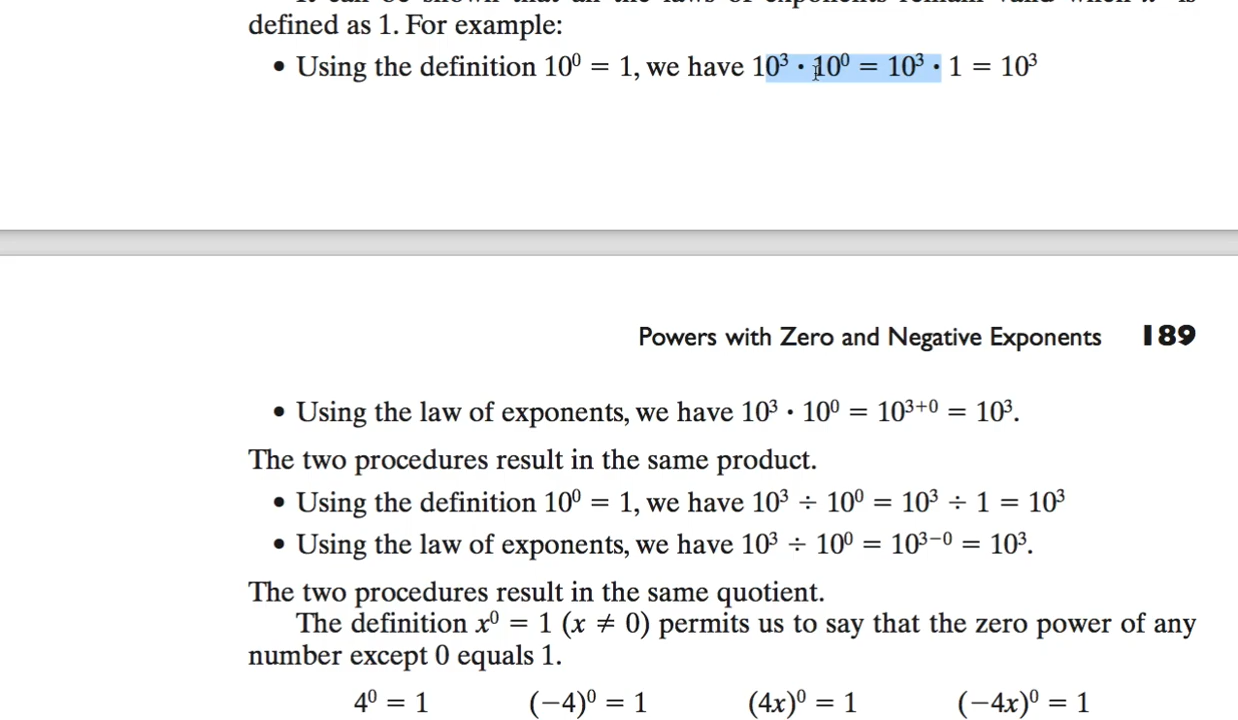 defined as 1. For example:
• Using the definition 10⁰ = 1, we have 10³ · 10⁰ = 10³ · 1 = 10³
Powers with Zero and Negative Exponents 189
• Using the law of exponents, we have 10³ · 10⁰ = 10³⁺⁰ = 10³.
The two procedures result in the same product.
• Using the definition 10⁰ = 1, we have 10³ ÷ 10⁰ = 10³ ÷ 1 = 10³
• Using the law of exponents, we have 10³ ÷ 10⁰ = 10³⁻⁰ = 10³.
The two procedures result in the same quotient.
The definition x⁰ = 1 (x ≠ 0) permits us to say that the zero power of any
number except 0 equals 1.
4⁰ = 1 (−4)⁰ = 1 (4x)⁰ = 1 (−4x)⁰ = 1